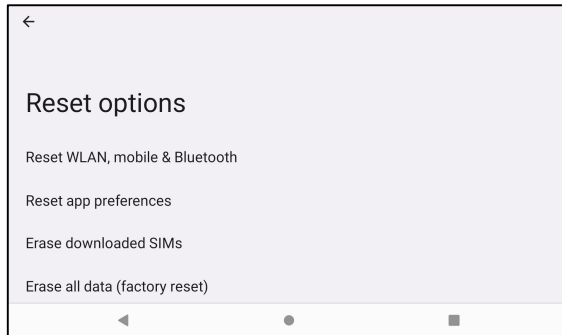 Reset options
Reset WLAN, mobile & Bluetooth
Reset app preferences
Erase downloaded SIMs
Erase all data (factory reset)